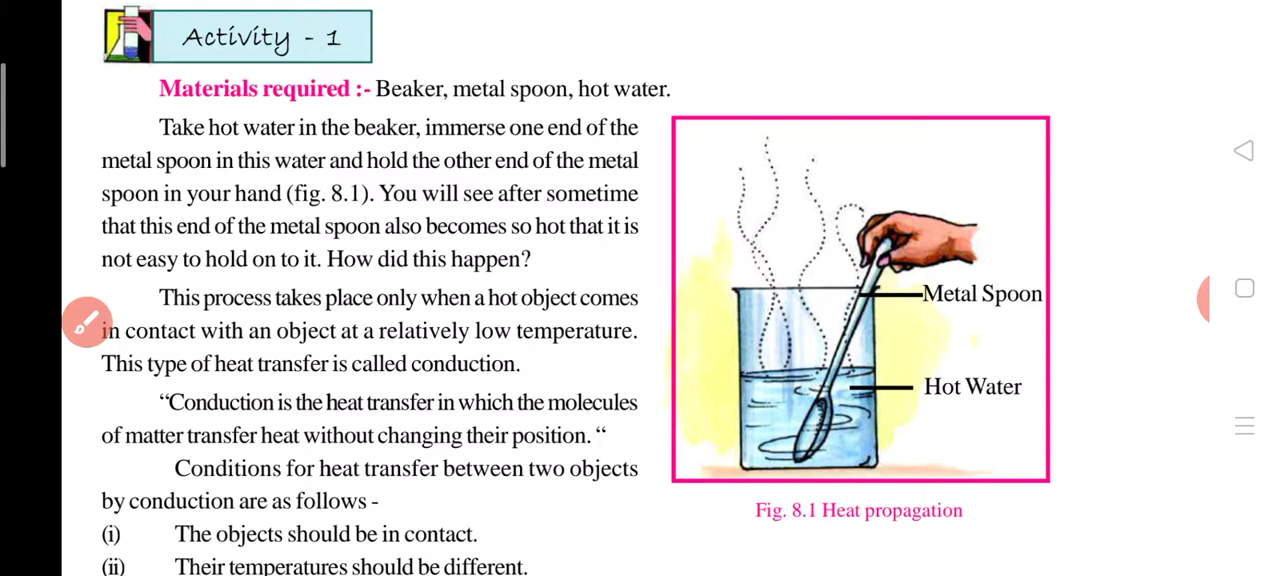 Activity - 1
Materials required :- Beaker, metal spoon, hot water.
Take hot water in the beaker, immerse one end of the
metal spoon in this water and hold the other end of the metal
spoon in your hand (fig. 8.1). You will see after sometime
that this end of the metal spoon also becomes so hot that it is
not easy to hold on to it. How did this happen?
This process takes place only when a hot object comes
in contact with an object at a relatively low temperature.
This type of heat transfer is called conduction.
“Conduction is the heat transfer in which the molecules
of matter transfer heat without changing their position. “
Conditions for heat transfer between two objects
by conduction are as follows -
(i) The objects should be in contact.
(ii) Their temperatures should be different.
Metal Spoon
Hot Water
Fig. 8.1 Heat propagation